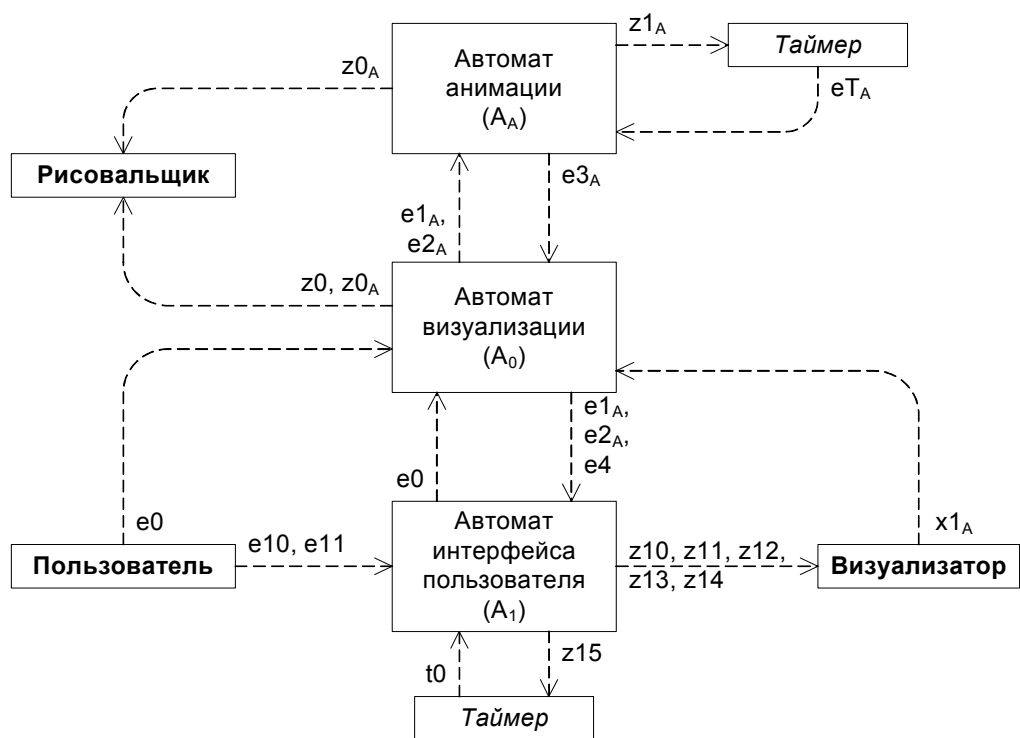 z1A
Автомат
анимации
(AA)
Таймер
z0A
eTA
Рисовальщик
e3A
e1A,
e2A
z0, z0A
Автомат
визуализации
(A0)
e1A,
e2A,
e4
e0
e0
x1A
Пользователь
e10, e11
Автомат
интерфейса
пользователя
(A1)
z10, z11, z12,
z13, z14
Визуализатор
t0
z15
Таймер